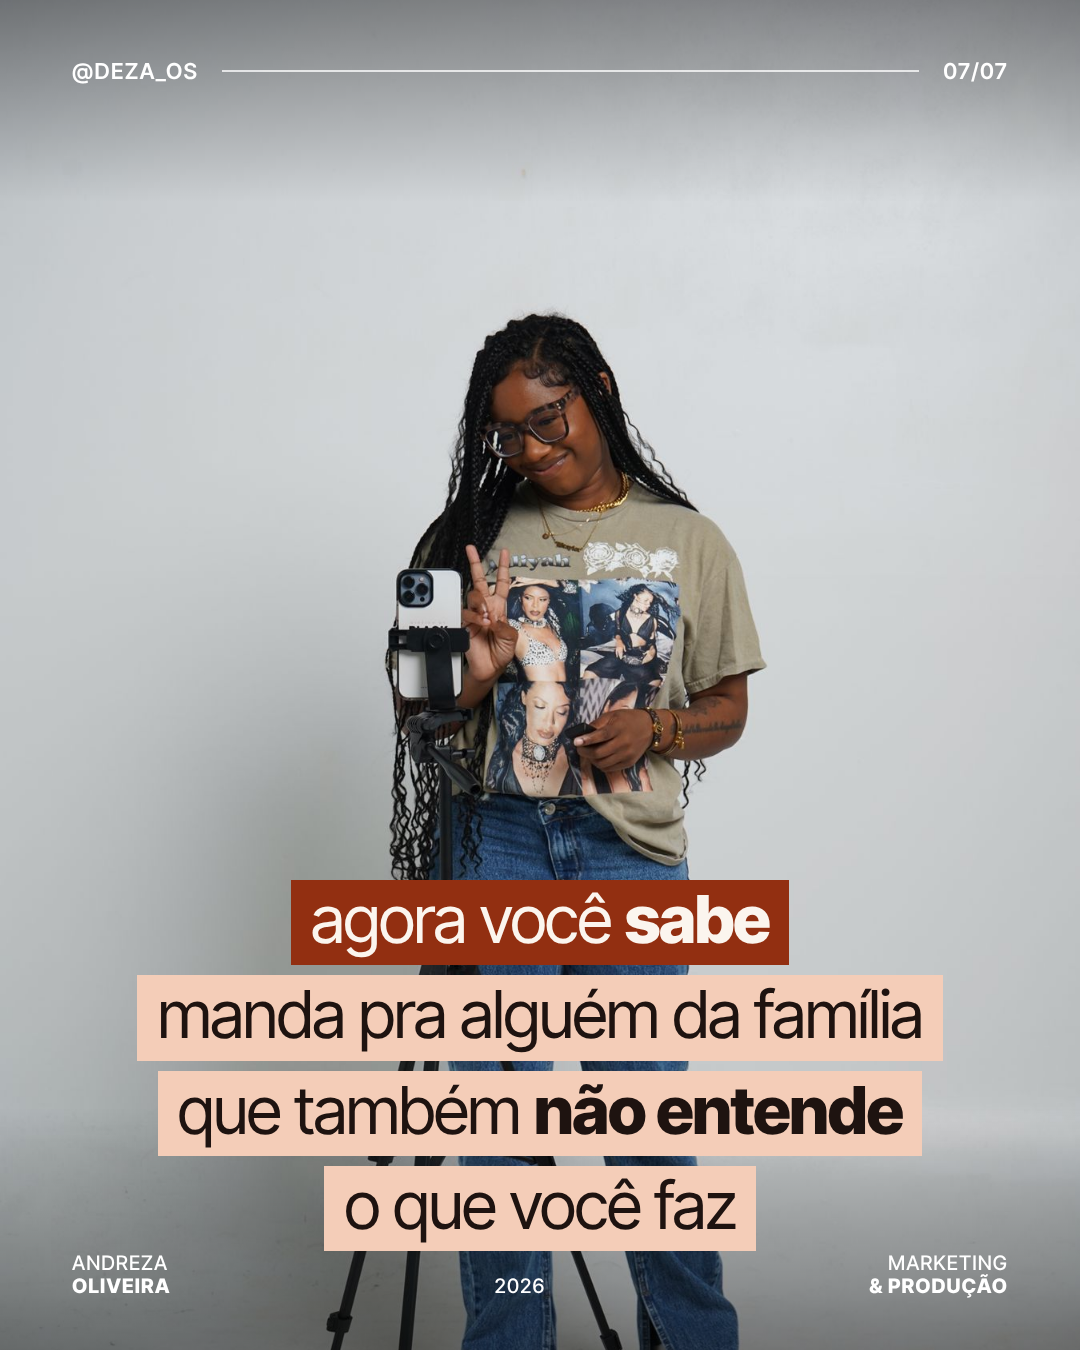 @DEZA_OS
07/07
agora você sabe
manda pra alguém da família
que também não entende
o que você faz
ANDREZA
OLIVEIRA
2026
MARKETING
& PRODUÇÃO